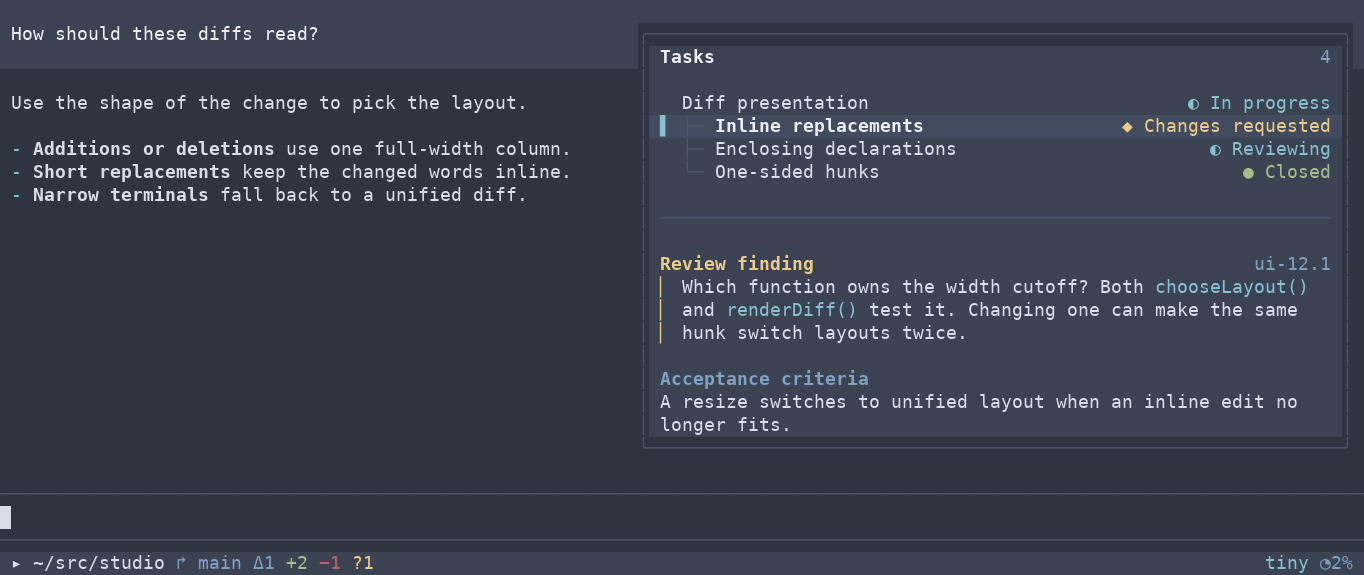 How should these diffs read?
Use the shape of the change to pick the layout.
- Additions or deletions use one full-width column.
- Short replacements keep the changed words inline.
- Narrow terminals fall back to a unified diff.
Tasks 4
Diff presentation ◐ In progress
├─ Inline replacements ◆ Changes requested
├─ Enclosing declarations ◐ Reviewing
└─ One-sided hunks ● Closed
Review finding ui-12.1
Which function owns the width cutoff? Both chooseLayout()
and renderDiff() test it. Changing one can make the same
hunk switch layouts twice.
Acceptance criteria
A resize switches to unified layout when an inline edit no
longer fits.
▸ ~/src/studio ↱ main Δ1 +2 −1 ?1 tiny ◔2%